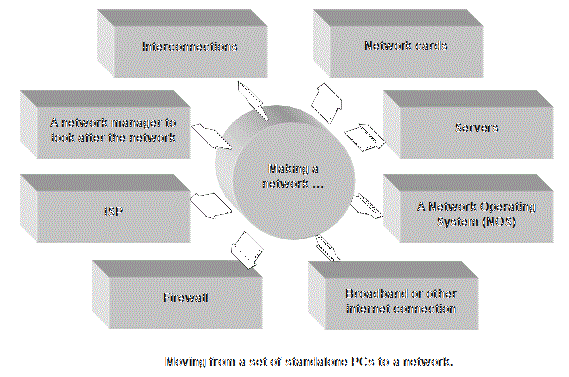 Interconnections
Network cards
A network manager to
look after the network
Servers
Making a
network ...
ISP
A Network Operating
System (NOS)
Firewall
Broadband or other
internet connection
Moving from a set of standalone PCs to a network.